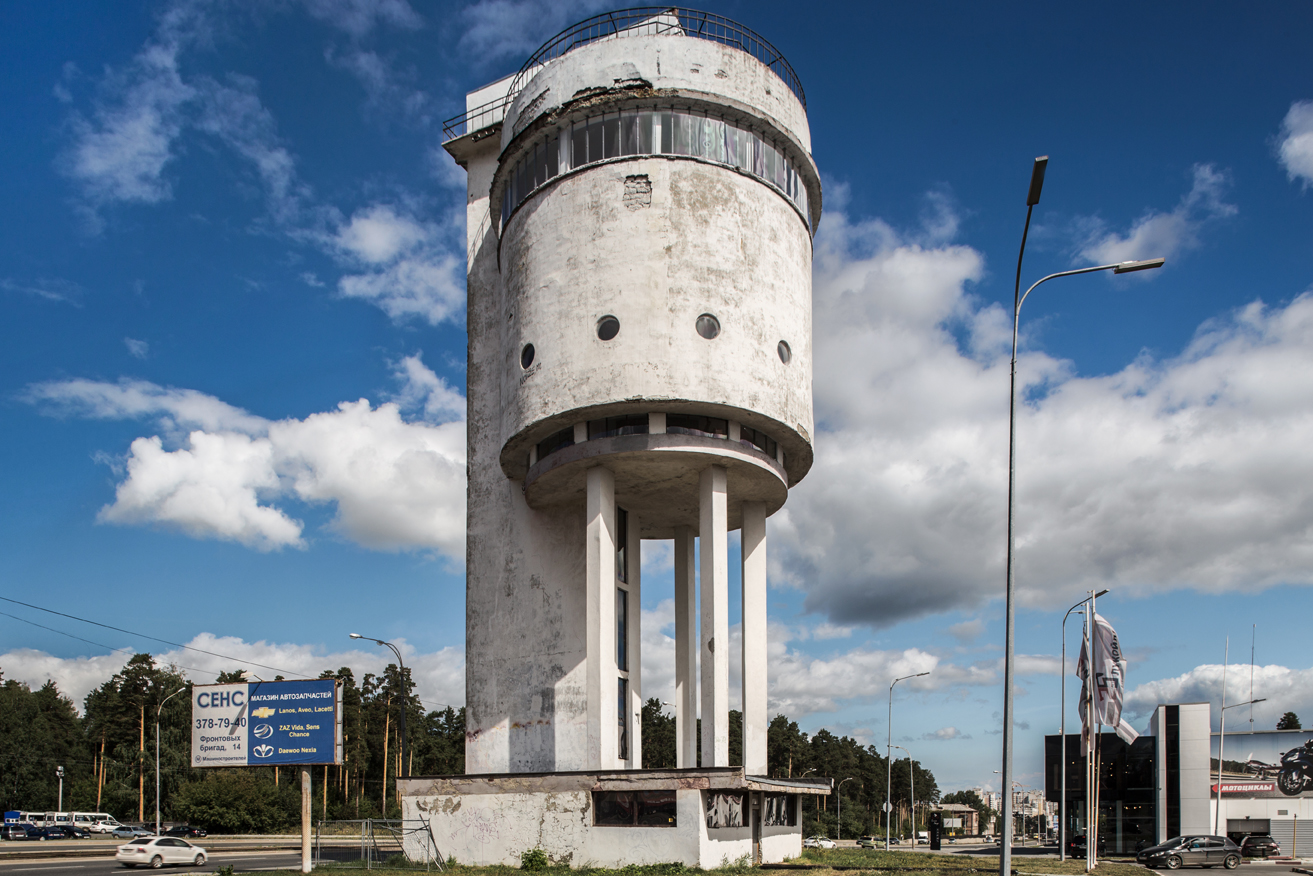 СЕНС
378-79-40
Фронтовых
бригад, 14
Машиностроителей
МАГАЗИН АВТОЗАПЧАСТЕЙ
Lanos, Aveo, Lacetti
ZAZ Vida, Sens
Chance
Daewoo Nexia
МОТОЦИКЛЫ